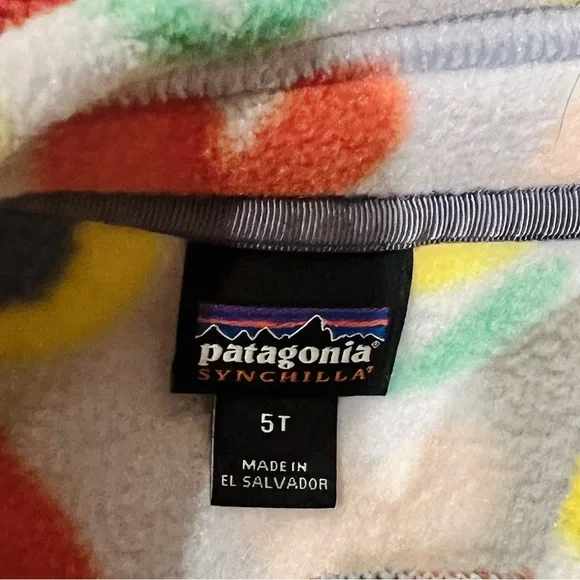 patagonia®
SYNCHILLA®
5T
MADE IN
EL SALVADOR